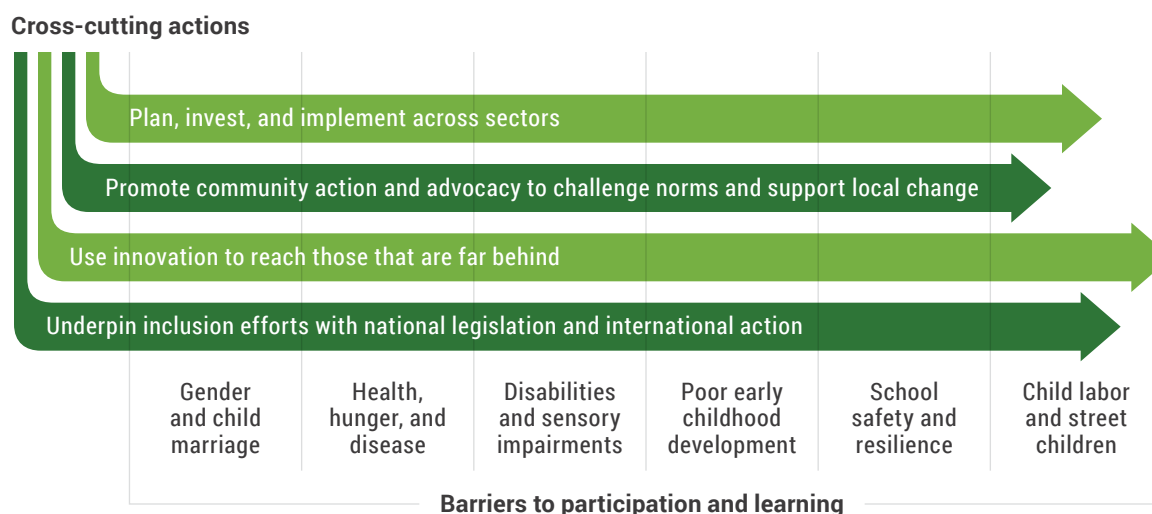 Cross-cutting actions
Plan, invest, and implement across sectors
Promote community action and advocacy to challenge norms and support local change
Use innovation to reach those that are far behind
Underpin inclusion efforts with national legislation and international action
Gender
and child
marriage
Health,
hunger, and
disease
Disabilities
and sensory
impairments
Poor early
childhood
development
School
safety and
resilience
Child labor
and street
children
Barriers to participation and learning